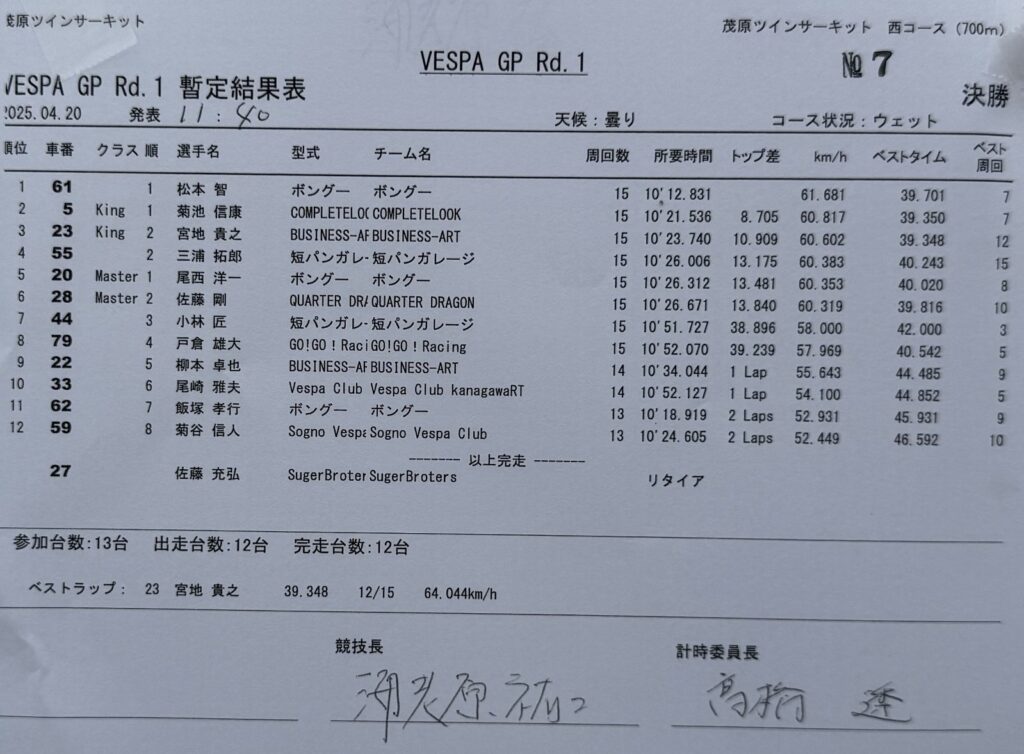 茂原ツインサーキット
茂原ツインサーキット 西コース (700m)
VESPA GP Rd.1
№ 7
VESPA GP Rd.1 暫定結果表
決勝
2025.04.20 発表 11:40 天候:曇り コース状況:ウェット
順位 車番 クラス 順 選手名 型式 チーム名 周回数 所要時間 トップ差 km/h ベストタイム ベスト周回
1 61 1 松本 智 ボングー ボングー 15 10'12.831 61.681 39.701 7
2 5 King 1 菊池 信康 COMPLETELOO COMPLETELOOK 15 10'21.536 8.705 60.817 39.350 7
3 23 King 2 宮地 貴之 BUSINESS-AR BUSINESS-ART 15 10'23.740 10.909 60.602 39.348 12
4 55 2 三浦 拓郎 短パンガレー 短パンガレージ 15 10'26.006 13.175 60.383 40.243 15
5 20 Master 1 尾西 洋一 ボングー ボングー 15 10'26.312 13.481 60.353 40.020 8
6 28 Master 2 佐藤 剛 QUARTER DRA QUARTER DRAGON 15 10'26.671 13.840 60.319 39.816 10
7 44 3 小林 匠 短パンガレー 短パンガレージ 15 10'51.727 38.896 58.000 42.000 3
8 79 4 戸倉 雄大 GO!GO!Raci GO!GO!Racing 15 10'52.070 39.239 57.969 40.542 5
9 22 5 柳本 卓也 BUSINESS-AR BUSINESS-ART 14 10'34.044 1 Lap 55.643 44.485 9
10 33 6 尾崎 雅夫 Vespa Club Vespa Club kanagawaRT 14 10'52.127 1 Lap 54.100 44.852 5
11 62 7 飯塚 孝行 ボングー ボングー 13 10'18.919 2 Laps 52.931 45.931 9
12 59 8 菊谷 信人 Sogno Vespa Sogno Vespa Club 13 10'24.605 2 Laps 52.449 46.592 10
------- 以上完走 -------
27 佐藤 充弘 SugerBroter SugerBroters リタイア
参加台数:13台 出走台数:12台 完走台数:12台
ベストラップ: 23 宮地 貴之 39.348 12/15 64.044km/h
競技長 計時委員長
高橋 透